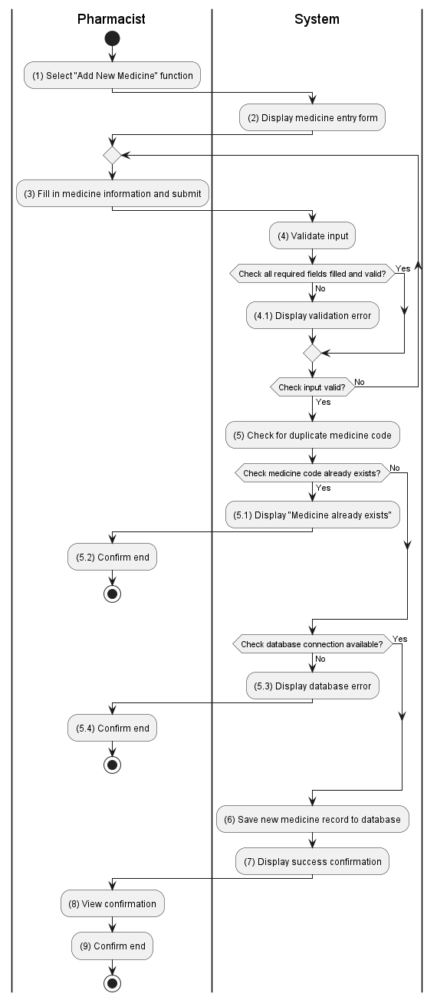 Pharmacist
System
(1) Select "Add New Medicine" function
(2) Display medicine entry form
(3) Fill in medicine information and submit
(4) Validate input
Check all required fields filled and valid?
Yes
No
(4.1) Display validation error
Check input valid?
No
Yes
(5) Check for duplicate medicine code
Check medicine code already exists?
No
Yes
(5.1) Display "Medicine already exists"
(5.2) Confirm end
Check database connection available?
Yes
No
(5.3) Display database error
(5.4) Confirm end
(6) Save new medicine record to database
(7) Display success confirmation
(8) View confirmation
(9) Confirm end